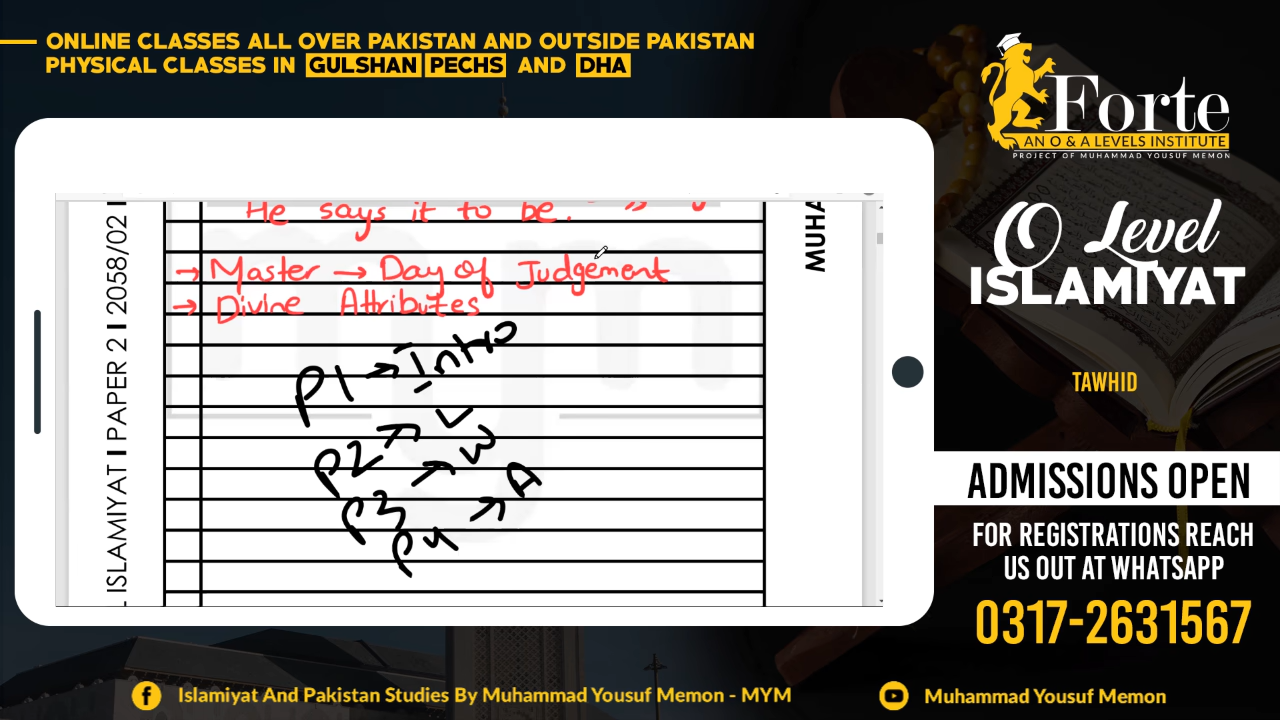 ONLINE CLASSES ALL OVER PAKISTAN AND OUTSIDE PAKISTAN
PHYSICAL CLASSES IN GULSHAN PECHS AND DHA
Forte
AN O & A LEVELS INSTITUTE
PROJECT OF MUHAMMAD YOUSUF MEMON
O Level
ISLAMIYAT
TAWHID
ADMISSIONS OPEN
FOR REGISTRATIONS REACH
US OUT AT WHATSAPP
0317-2631567
ISLAMIYAT I PAPER 2 I 2058/02 I
MUHA
He says it to be."
→ Master → Day of Judgement
→ Divine Attributes
P1 → Intro
P2 → L
P3 → W
P4 → A
Islamiyat And Pakistan Studies By Muhammad Yousuf Memon - MYM
Muhammad Yousuf Memon